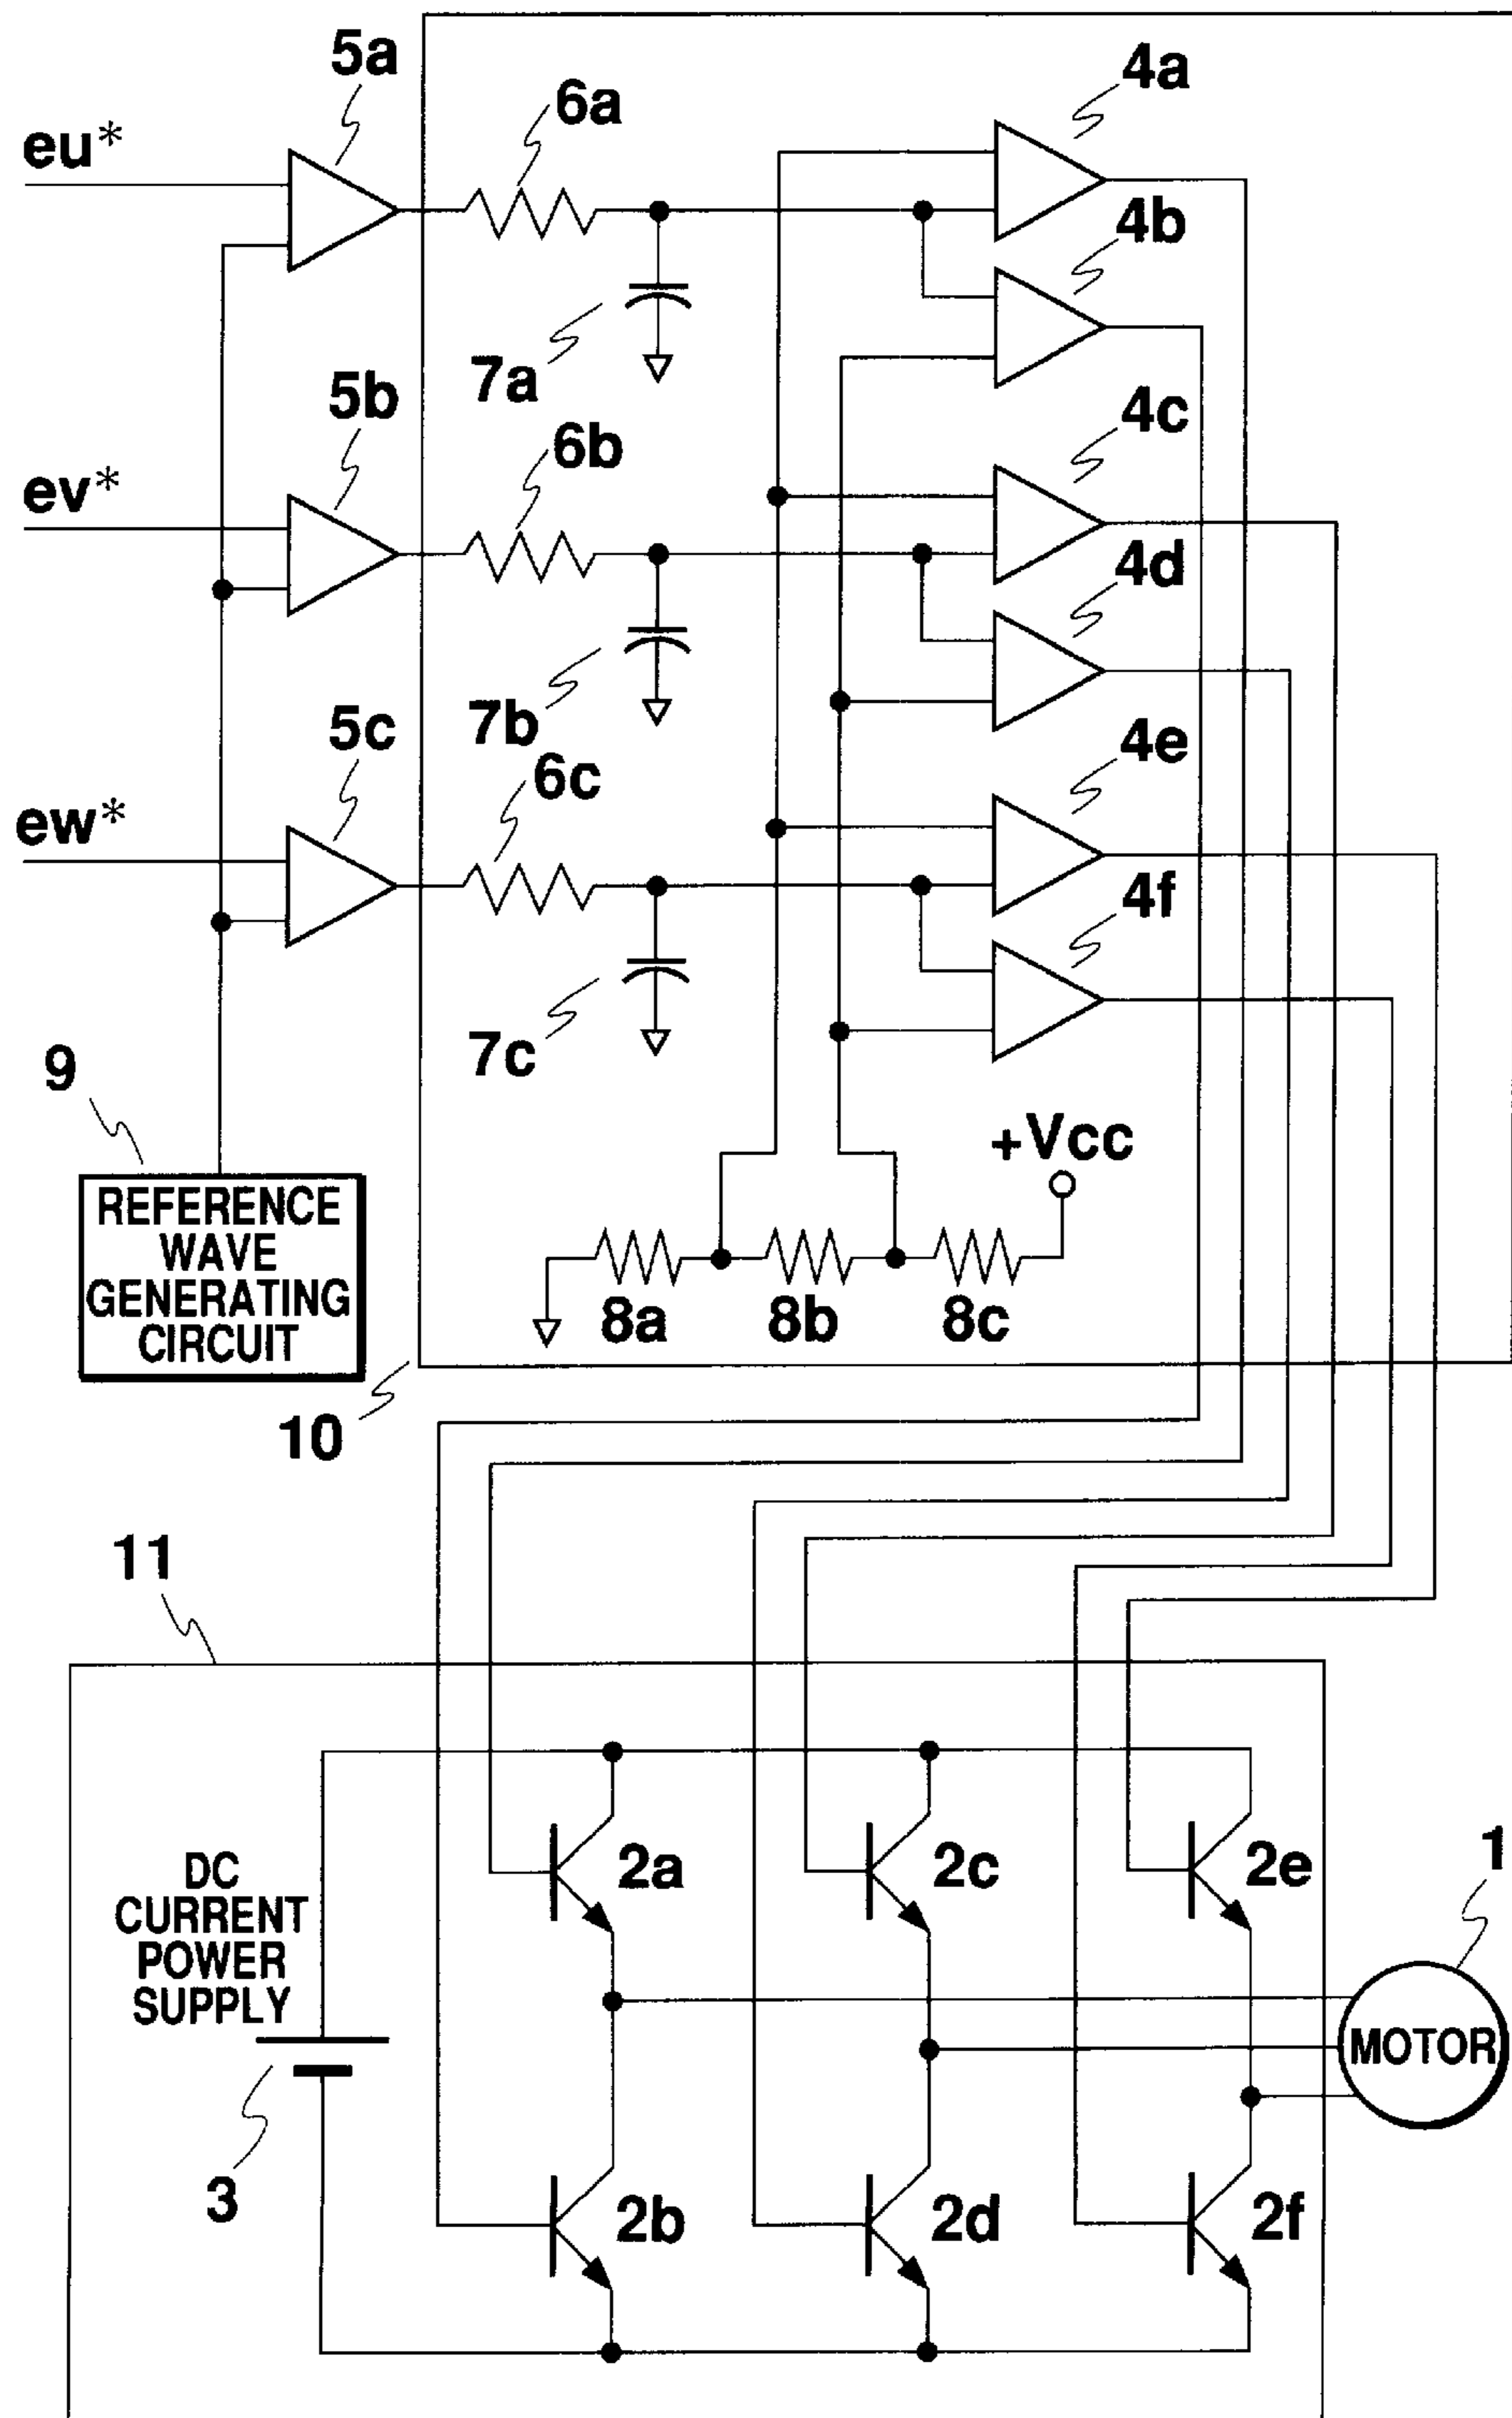 5a
6a
4a
eu*
4b
7a
5b
4c
6b
ev*
4d
7b
5c
4e
6c
ew*
4f
7c
9
+Vcc
REFERENCE
WAVE
GENERATING
CIRCUIT
8a
8b
8c
10
11
DC
CURRENT
POWER
SUPPLY
2a
2c
2e
1
MOTOR
3
2b
2d
2f